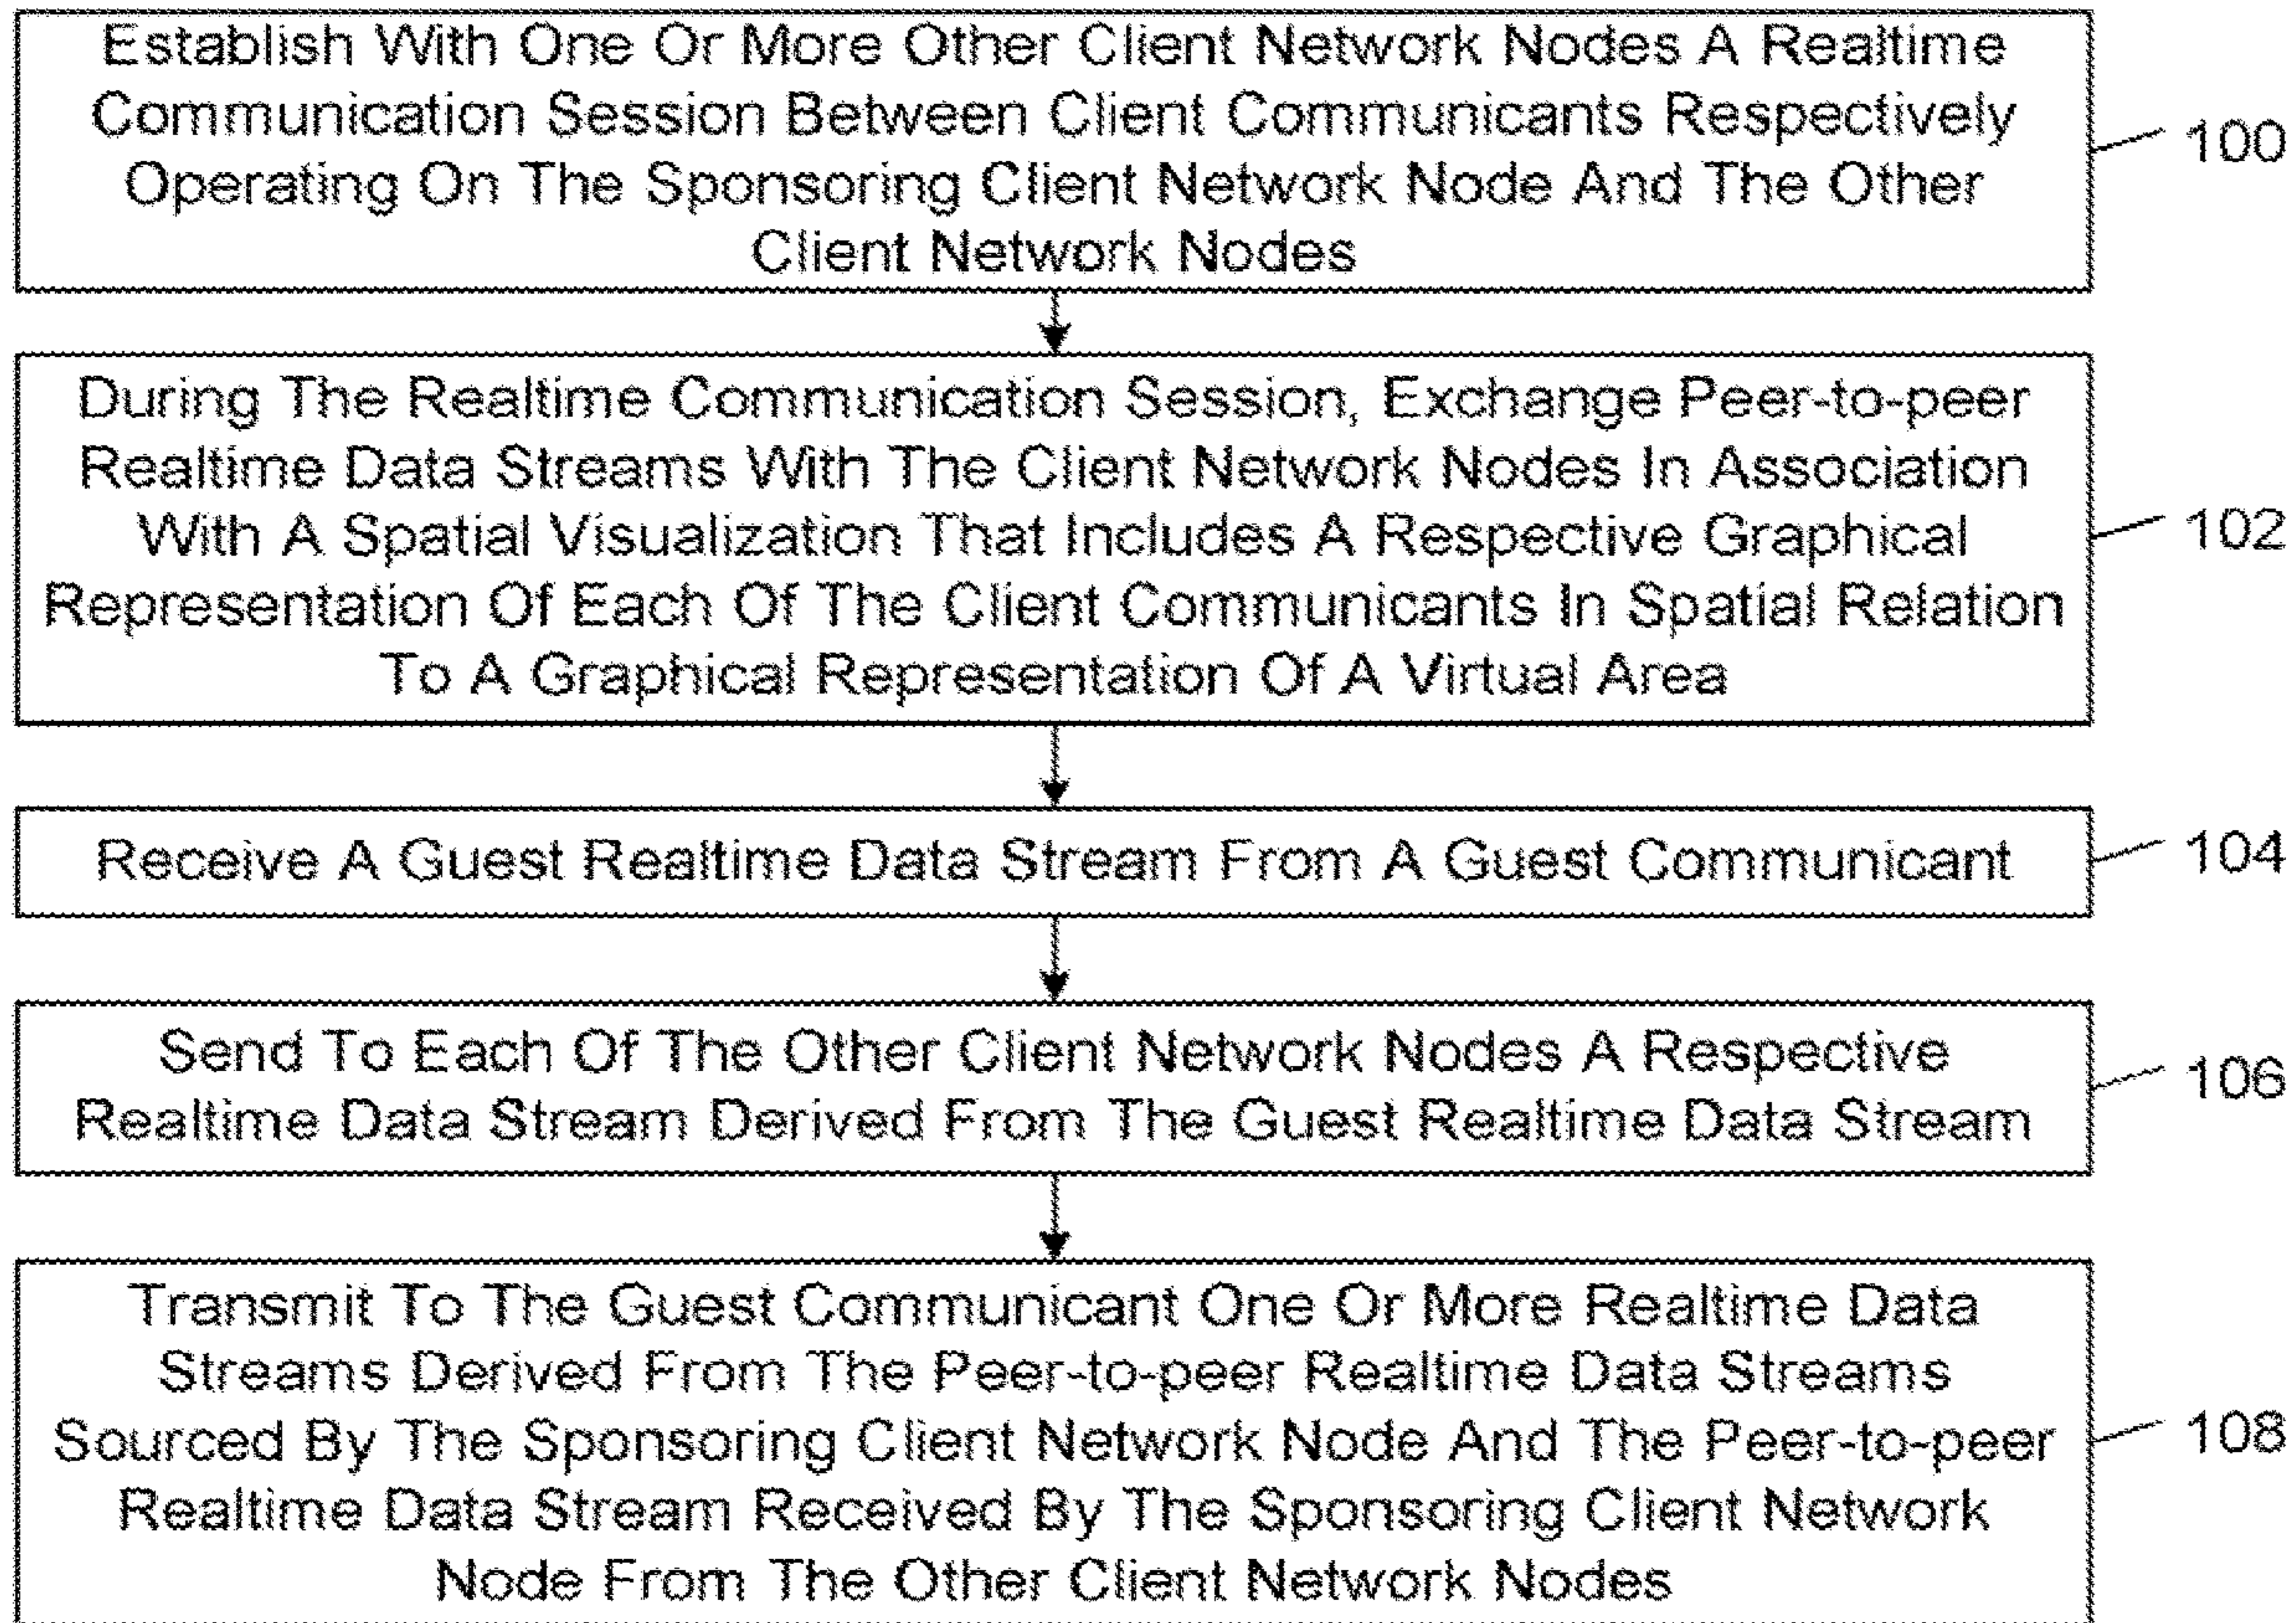 Establish With One Or More Other Client Network Nodes A Realtime
Communication Session Between Client Communicants Respectively
Operating On The Sponsoring Client Network Node And The Other
Client Network Nodes
100
During The Realtime Communication Session, Exchange Peer-to-peer
Realtime Data Streams With The Client Network Nodes In Association
With A Spatial Visualization That Includes A Respective Graphical
Representation Of Each Of The Client Communicants In Spatial Relation
To A Graphical Representation Of A Virtual Area
102
Receive A Guest Realtime Data Stream From A Guest Communicant
104
Send To Each Of The Other Client Network Nodes A Respective
Realtime Data Stream Derived From The Guest Realtime Data Stream
106
Transmit To The Guest Communicant One Or More Realtime Data
Streams Derived From The Peer-to-peer Realtime Data Streams
Sourced By The Sponsoring Client Network Node And The Peer-to-peer
Realtime Data Stream Received By The Sponsoring Client Network
Node From The Other Client Network Nodes
108